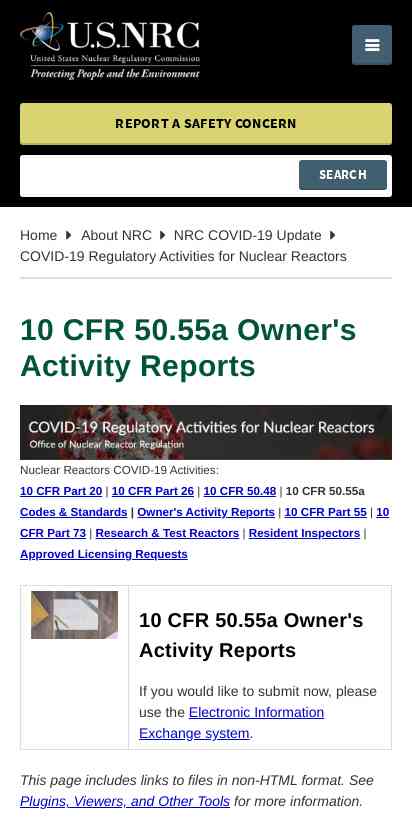 U.S.NRC
United States Nuclear Regulatory Commission
Protecting People and the Environment
REPORT A SAFETY CONCERN
SEARCH
Home About NRC NRC COVID-19 Update
COVID-19 Regulatory Activities for Nuclear Reactors
10 CFR 50.55a Owner's
Activity Reports
COVID-19 Regulatory Activities for Nuclear Reactors
Office of Nuclear Reactor Regulation
Nuclear Reactors COVID-19 Activities:
10 CFR Part 20 | 10 CFR Part 26 | 10 CFR 50.48 | 10 CFR 50.55a
Codes & Standards | Owner's Activity Reports | 10 CFR Part 55 | 10
CFR Part 73 | Research & Test Reactors | Resident Inspectors |
Approved Licensing Requests
10 CFR 50.55a Owner's
Activity Reports
If you would like to submit now, please
use the Electronic Information
Exchange system.
This page includes links to files in non-HTML format. See
Plugins, Viewers, and Other Tools for more information.